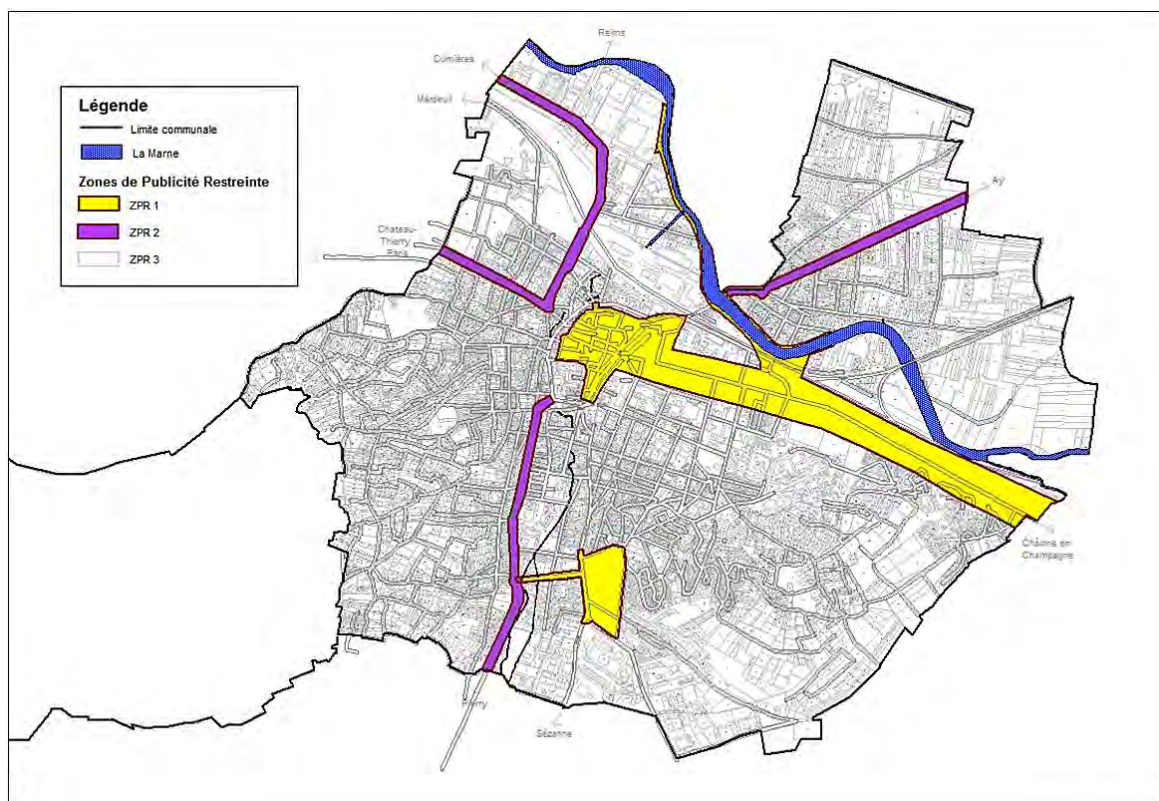 Légende
Limite communale
La Marne
Zones de Publicité Restreinte
ZPR 1
ZPR 2
ZPR 3
Reims
Cumières
Mardeuil
Ay
Chateau-
Thierry
Paris
Châlons en
Champagne
Pierry
Sézanne